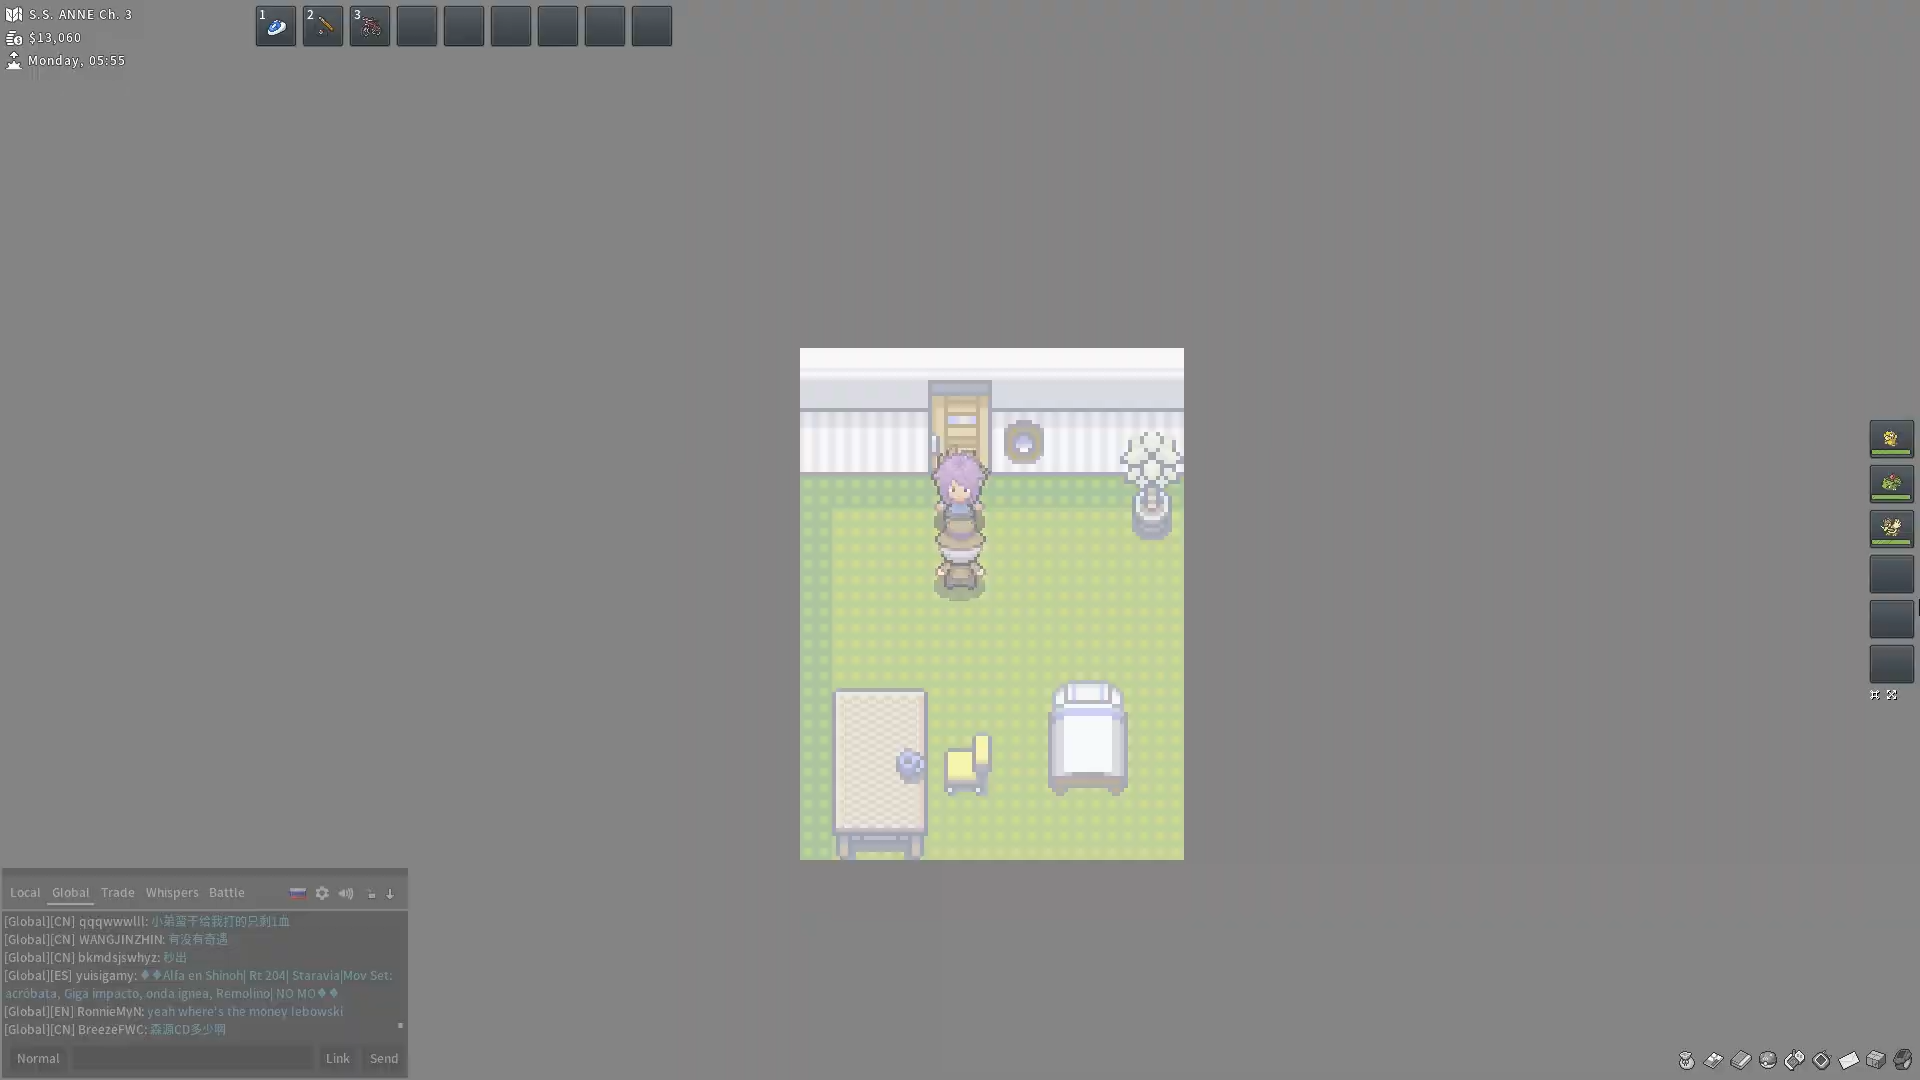 S.S. ANNE Ch. 3
$13,060
Monday, 05:55
1 2 3
Local Global Trade Whispers Battle
[Global][CN] qqqwwwlll: 小弟蛮干给我打的只剩1血
[Global][CN] WANGJINZHIN: 有没有奇遇
[Global][CN] bkmdsjswhyz: 秒出
[Global][ES] yuisigamy: ♦♦Alfa en Shinoh| Rt 204| Staravia|Mov Set:
acróbata, Giga impacto, onda ignea, Remolino| NO MO♦♦
[Global][EN] RonnieMyN: yeah where's the money lebowski
[Global][CN] BreezeFWC: 森源CD多少啊
Normal Link Send